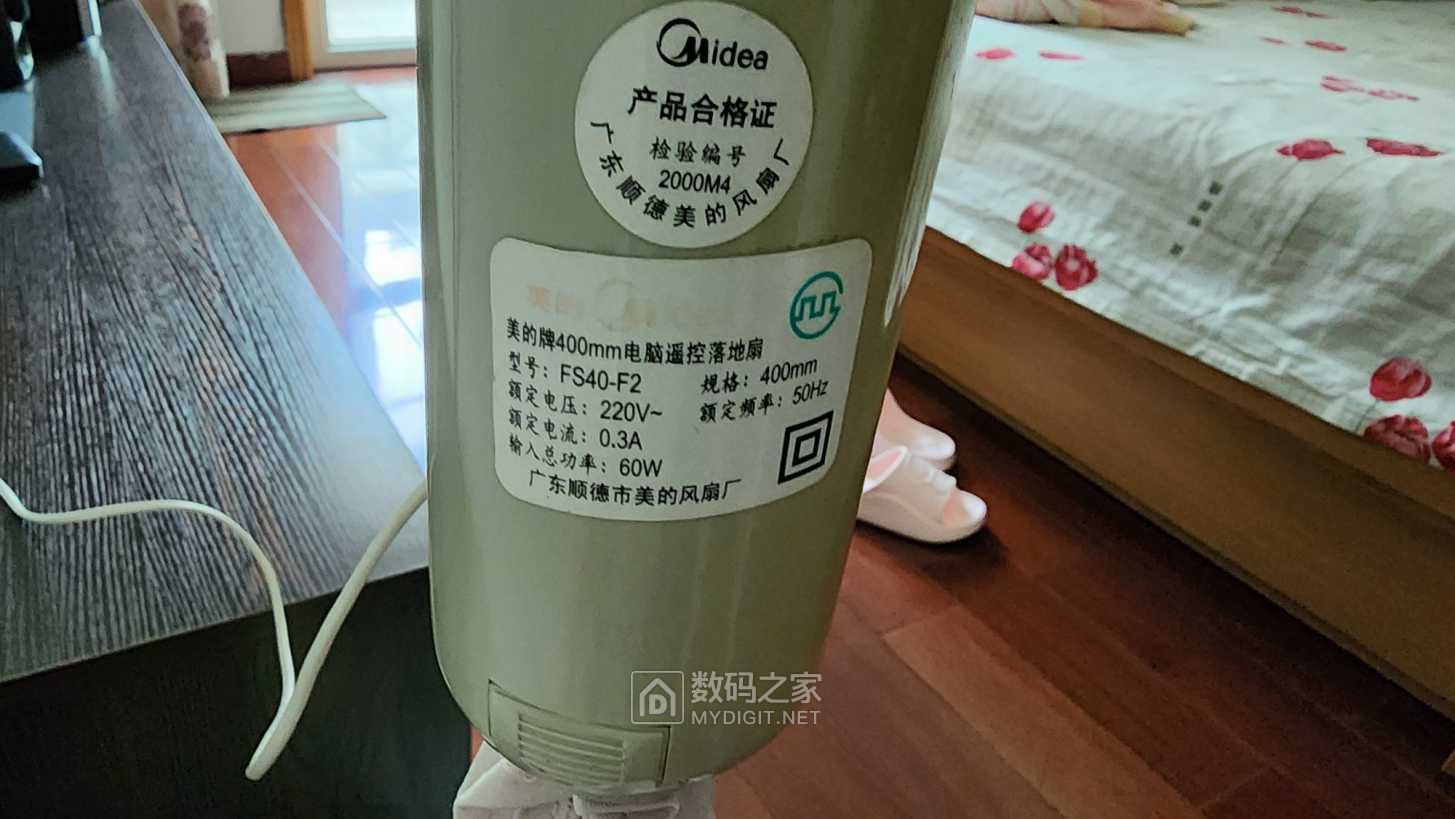 Midea
产品合格证
检验编号
2000M4
广东顺德美的风扇厂
美的牌400mm电脑遥控落地扇
型号：FS40-F2 规格：400mm
额定电压：220V~ 额定频率：50Hz
额定电流：0.3A
输入总功率：60W
广东顺德市美的风扇厂
数码之家
MYDIGIT.NET